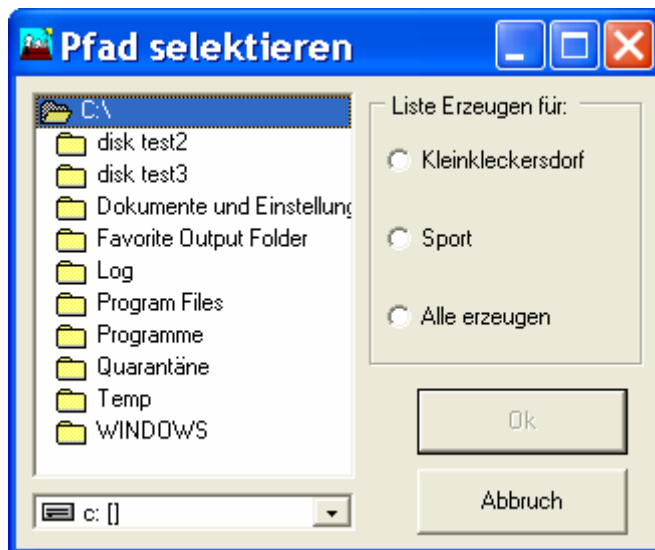 Pfad selektieren
C:\
disk test2
disk test3
Dokumente und Einstellung
Favorite Output Folder
Log
Program Files
Programme
Quarantäne
Temp
WINDOWS
c: []
Liste Erzeugen für:
Kleinkleckersdorf
Sport
Alle erzeugen
Ok
Abbruch